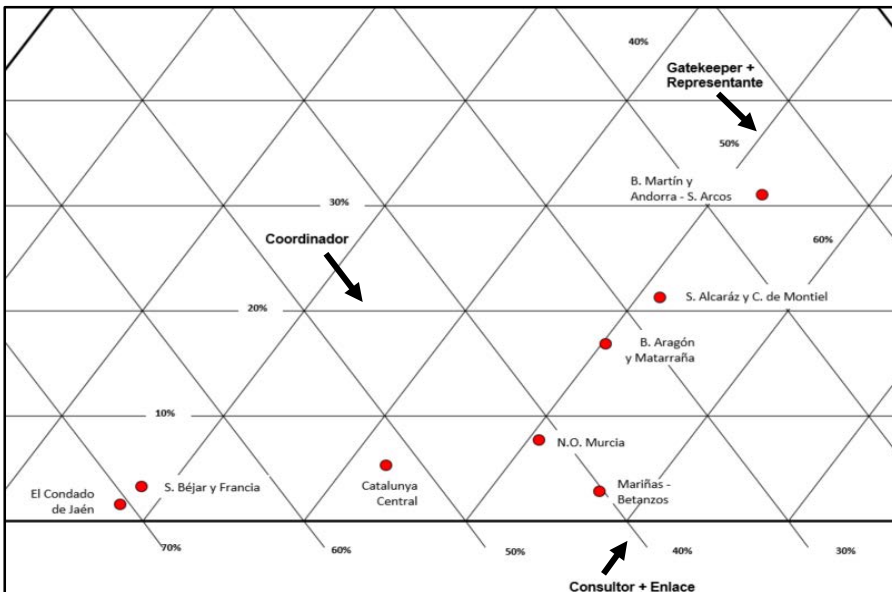 40%
Gatekeeper +
Representante
50%
B. Martín y
Andorra - S. Arcos
30%
Coordinador
60%
S. Alcaráz y C. de Montiel
20%
B. Aragón
y Matarraña
10%
N.O. Murcia
El Condado
de Jaén
S. Béjar y Francia
Catalunya
Central
Mariñas -
Betanzos
70%
60%
50%
40%
30%
Consultor + Enlace